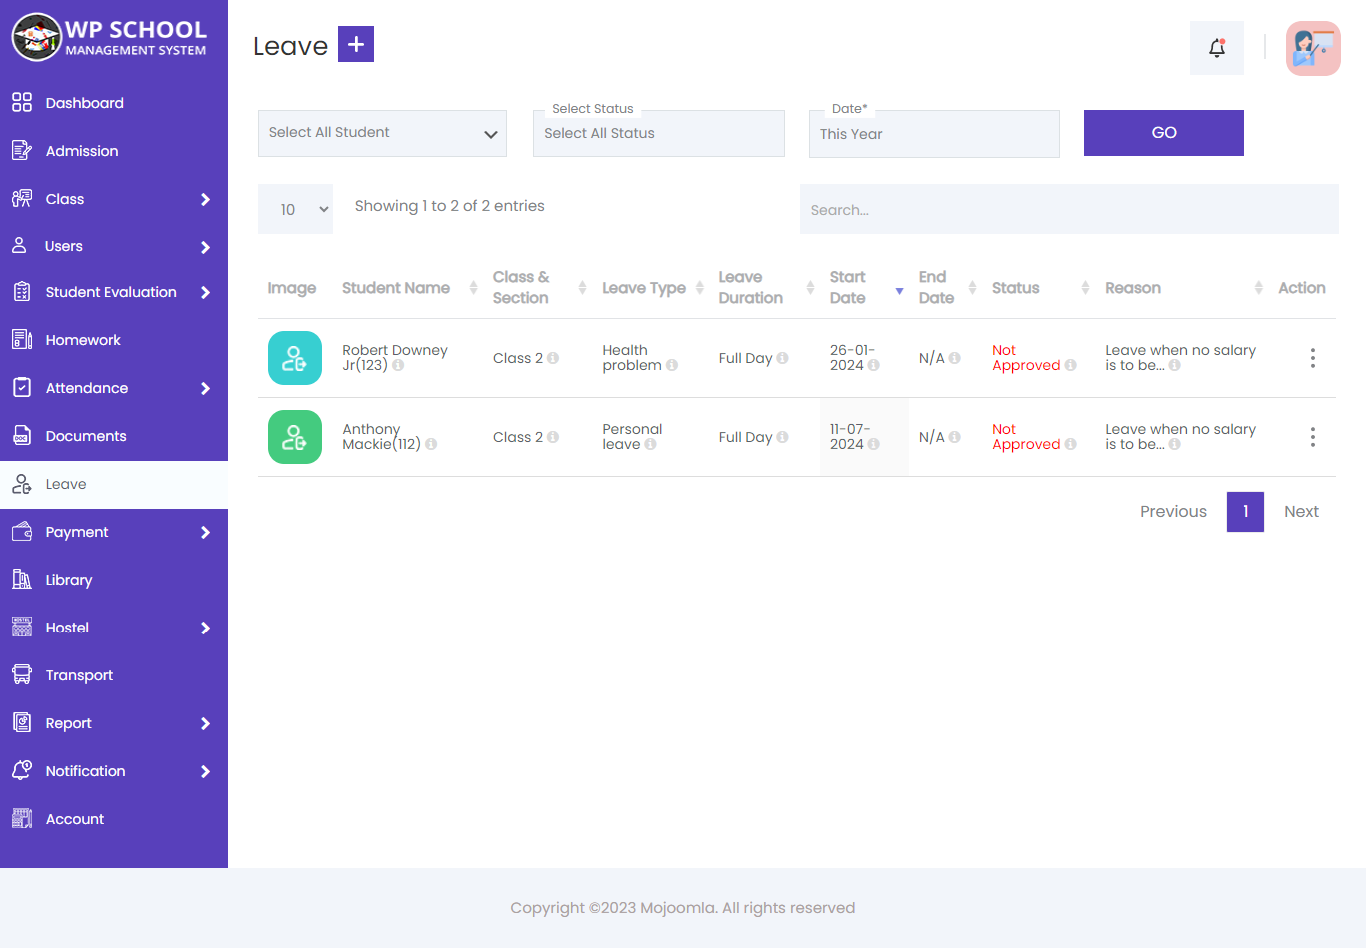 WP SCHOOL
MANAGEMENT SYSTEM
Dashboard
Admission
Class
Users
Student Evaluation
Homework
Attendance
Documents
Leave
Payment
Library
Hostel
Transport
Report
Notification
Account
Leave
Select All Student
Select Status
Select All Status
Date*
This Year
GO
10
Showing 1 to 2 of 2 entries
Search...
Image Student Name Class & Section Leave Type Leave Duration Start Date End Date Status Reason Action
Robert Downey Jr(123) Class 2 Health problem Full Day 26-01-2024 N/A Not Approved Leave when no salary is to be...
Anthony Mackie(112) Class 2 Personal leave Full Day 11-07-2024 N/A Not Approved Leave when no salary is to be...
Previous 1 Next
Copyright ©2023 Mojoomla. All rights reserved